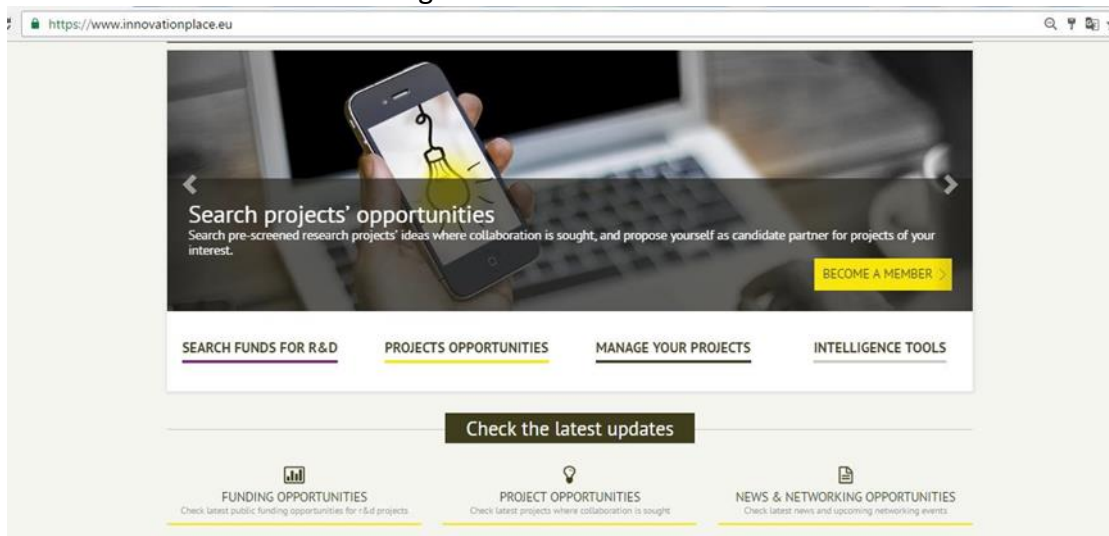 https://www.innovationplace.eu
Search projects' opportunities
Search pre-screened research projects' ideas where collaboration is sought, and propose yourself as candidate partner for projects of your
interest.
BECOME A MEMBER
SEARCH FUNDS FOR R&D PROJECTS OPPORTUNITIES MANAGE YOUR PROJECTS INTELLIGENCE TOOLS
Check the latest updates
FUNDING OPPORTUNITIES PROJECT OPPORTUNITIES NEWS & NETWORKING OPPORTUNITIES
Check latest public funding opportunities for r&d projects Check latest projects where collaboration is sought Check latest news and upcoming networking events